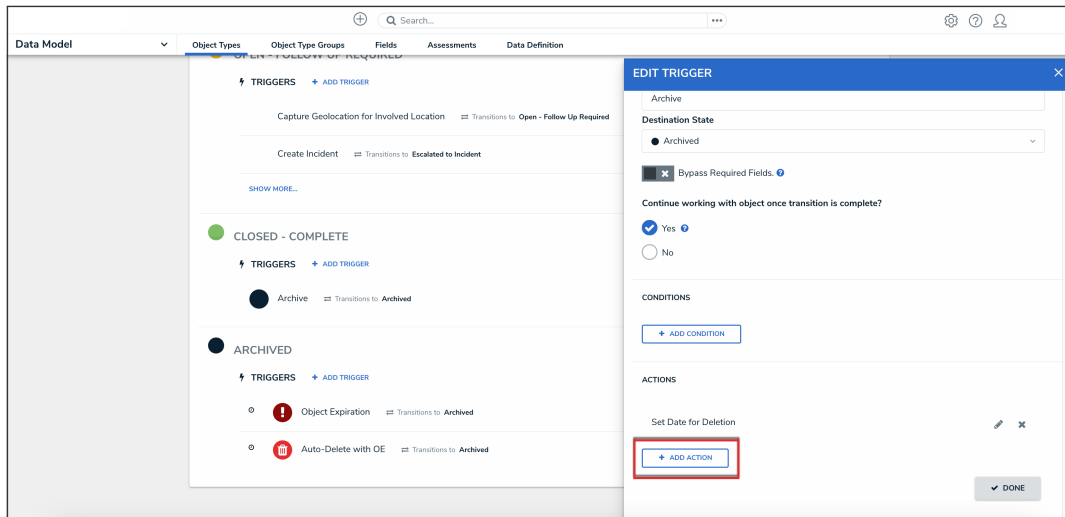 Search...
Data Model
Object Types Object Type Groups Fields Assessments Data Definition
OPEN - FOLLOW UP REQUIRED
TRIGGERS + ADD TRIGGER
Capture Geolocation for Involved Location Transitions to Open - Follow Up Required
Create Incident Transitions to Escalated to Incident
SHOW MORE...
CLOSED - COMPLETE
TRIGGERS + ADD TRIGGER
Archive Transitions to Archived
ARCHIVED
TRIGGERS + ADD TRIGGER
Object Expiration Transitions to Archived
Auto-Delete with OE Transitions to Archived
EDIT TRIGGER
Archive
Destination State
Archived
Bypass Required Fields.
Continue working with object once transition is complete?
Yes
No
CONDITIONS
+ ADD CONDITION
ACTIONS
Set Date for Deletion
+ ADD ACTION
DONE